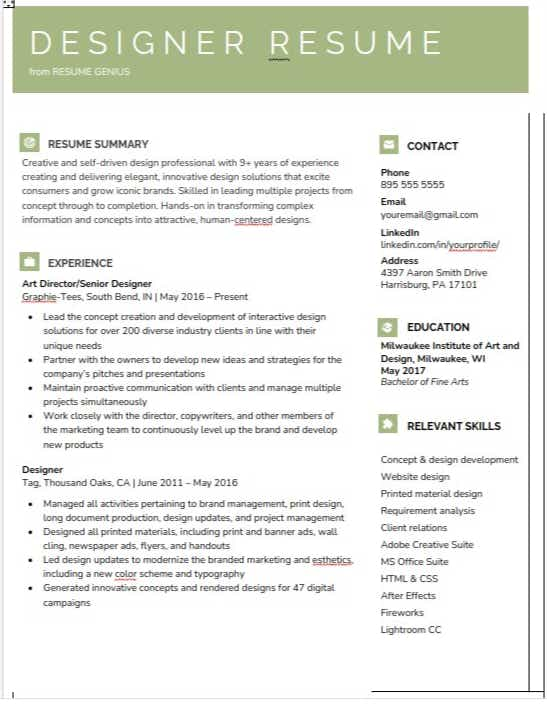 DESIGNER RESUME
from RESUME GENIUS
RESUME SUMMARY
Creative and self-driven design professional with 9+ years of experience
creating and delivering elegant, innovative design solutions that excite
consumers and grow iconic brands. Skilled in leading multiple projects from
concept through to completion. Hands-on in transforming complex
information and concepts into attractive, human-centered designs.
EXPERIENCE
Art Director/Senior Designer
Graphie-Tees, South Bend, IN | May 2016 – Present
• Lead the concept creation and development of interactive design
solutions for over 200 diverse industry clients in line with their
unique needs
• Partner with the owners to develop new ideas and strategies for the
company's pitches and presentations
• Maintain proactive communication with clients and manage multiple
projects simultaneously
• Work closely with the director, copywriters, and other members of
the marketing team to continuously level up the brand and develop
new products
Designer
Tag, Thousand Oaks, CA | June 2011 – May 2016
• Managed all activities pertaining to brand management, print design,
long document production, design updates, and project management
• Designed all printed materials, including print and banner ads, wall
cling, newspaper ads, flyers, and handouts
• Led design updates to modernize the branded marketing and esthetics,
including a new color scheme and typography
• Generated innovative concepts and rendered designs for 47 digital
campaigns
CONTACT
Phone
895 555 5555
Email
youremail@gmail.com
LinkedIn
linkedin.com/in/yourprofile/
Address
4397 Aaron Smith Drive
Harrisburg, PA 17101
EDUCATION
Milwaukee Institute of Art and
Design, Milwaukee, WI
May 2017
Bachelor of Fine Arts
RELEVANT SKILLS
Concept & design development
Website design
Printed material design
Requirement analysis
Client relations
Adobe Creative Suite
MS Office Suite
HTML & CSS
After Effects
Fireworks
Lightroom CC